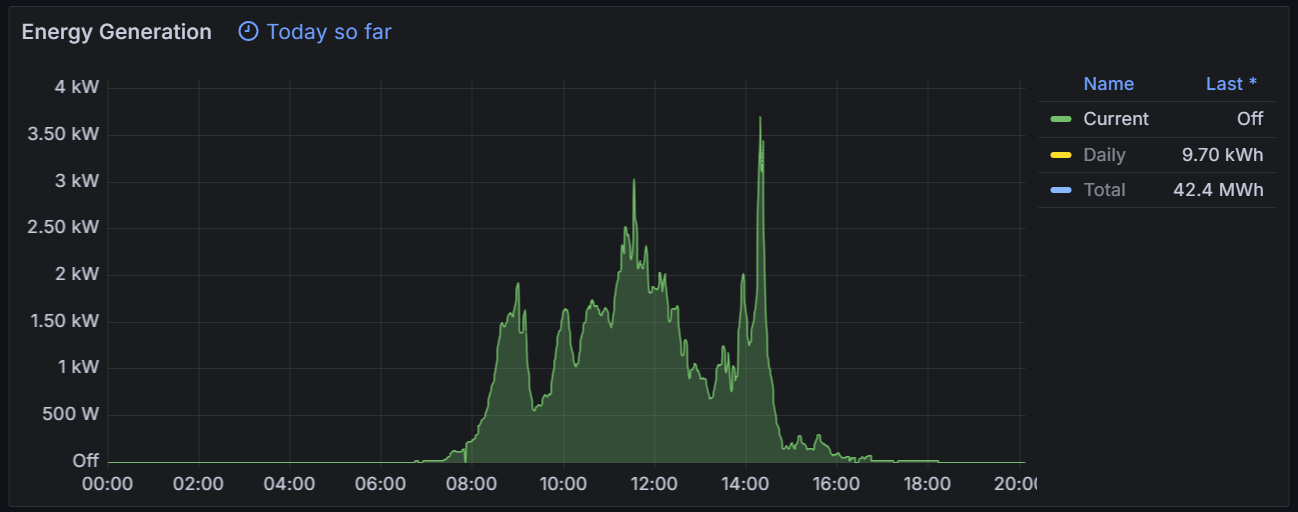 Energy Generation Today so far
4 kW
3.50 kW
3 kW
2.50 kW
2 kW
1.50 kW
1 kW
500 W
Off
00:00 02:00 04:00 06:00 08:00 10:00 12:00 14:00 16:00 18:00 20:0
Name Last *
Current Off
Daily 9.70 kWh
Total 42.4 MWh